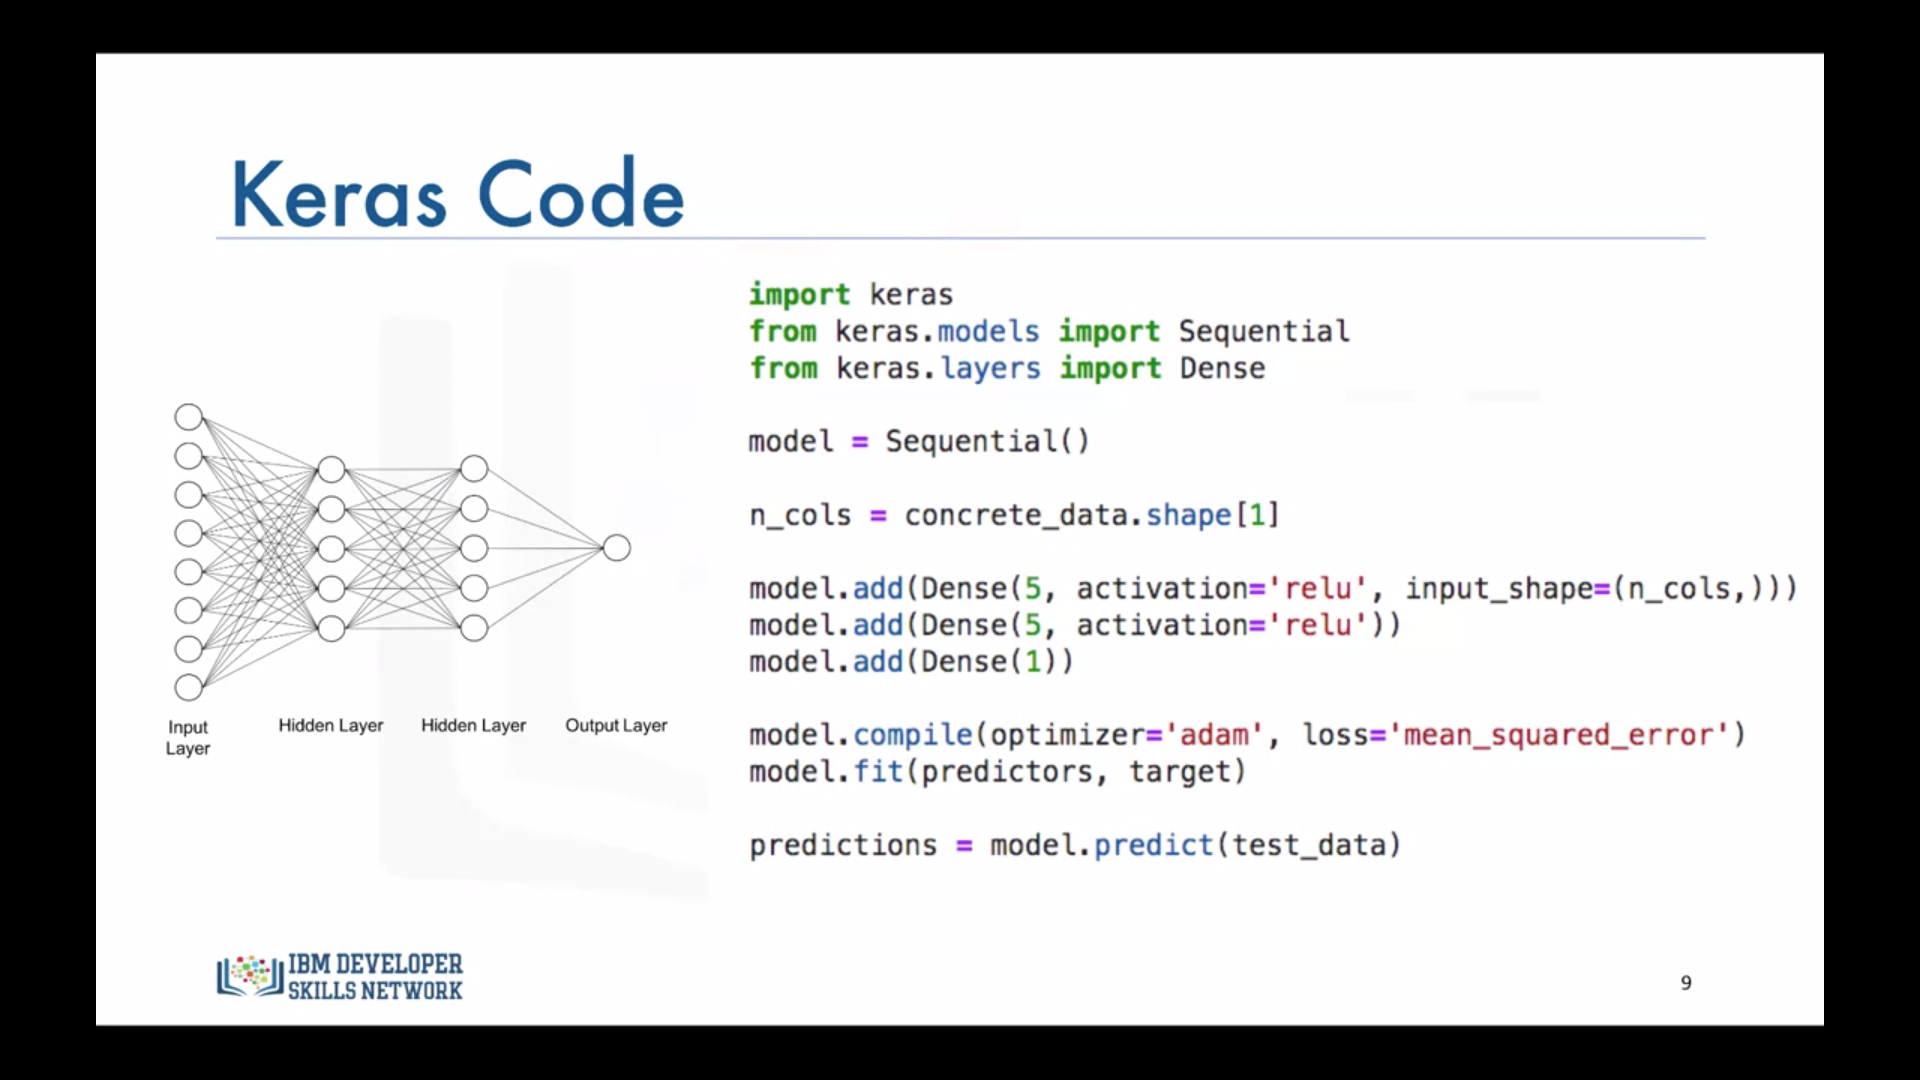 Keras Code
import keras
from keras.models import Sequential
from keras.layers import Dense
model = Sequential()
n_cols = concrete_data.shape[1]
model.add(Dense(5, activation='relu', input_shape=(n_cols,)))
model.add(Dense(5, activation='relu'))
model.add(Dense(1))
model.compile(optimizer='adam', loss='mean_squared_error')
model.fit(predictors, target)
predictions = model.predict(test_data)
Input
Layer
Hidden Layer
Hidden Layer
Output Layer
IBM DEVELOPER
SKILLS NETWORK
9